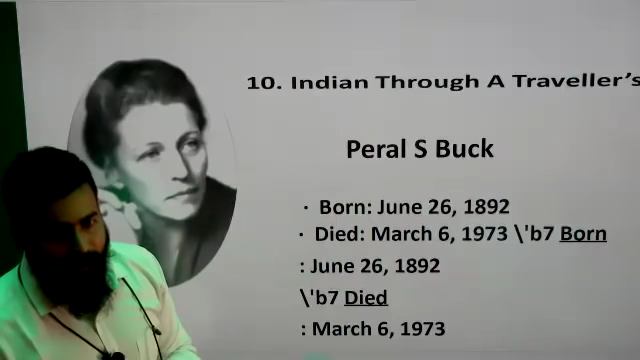 10. Indian Through A Traveller's
Peral S Buck
· Born: June 26, 1892
· Died: March 6, 1973 \'b7 Born
: June 26, 1892
\'b7 Died
: March 6, 1973